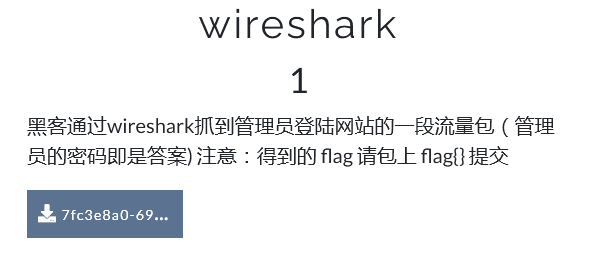 wireshark
1
黑客通过wireshark抓到管理员登陆网站的一段流量包（管理
员的密码即是答案) 注意：得到的 flag 请包上 flag{} 提交
7fc3e8a0-69...